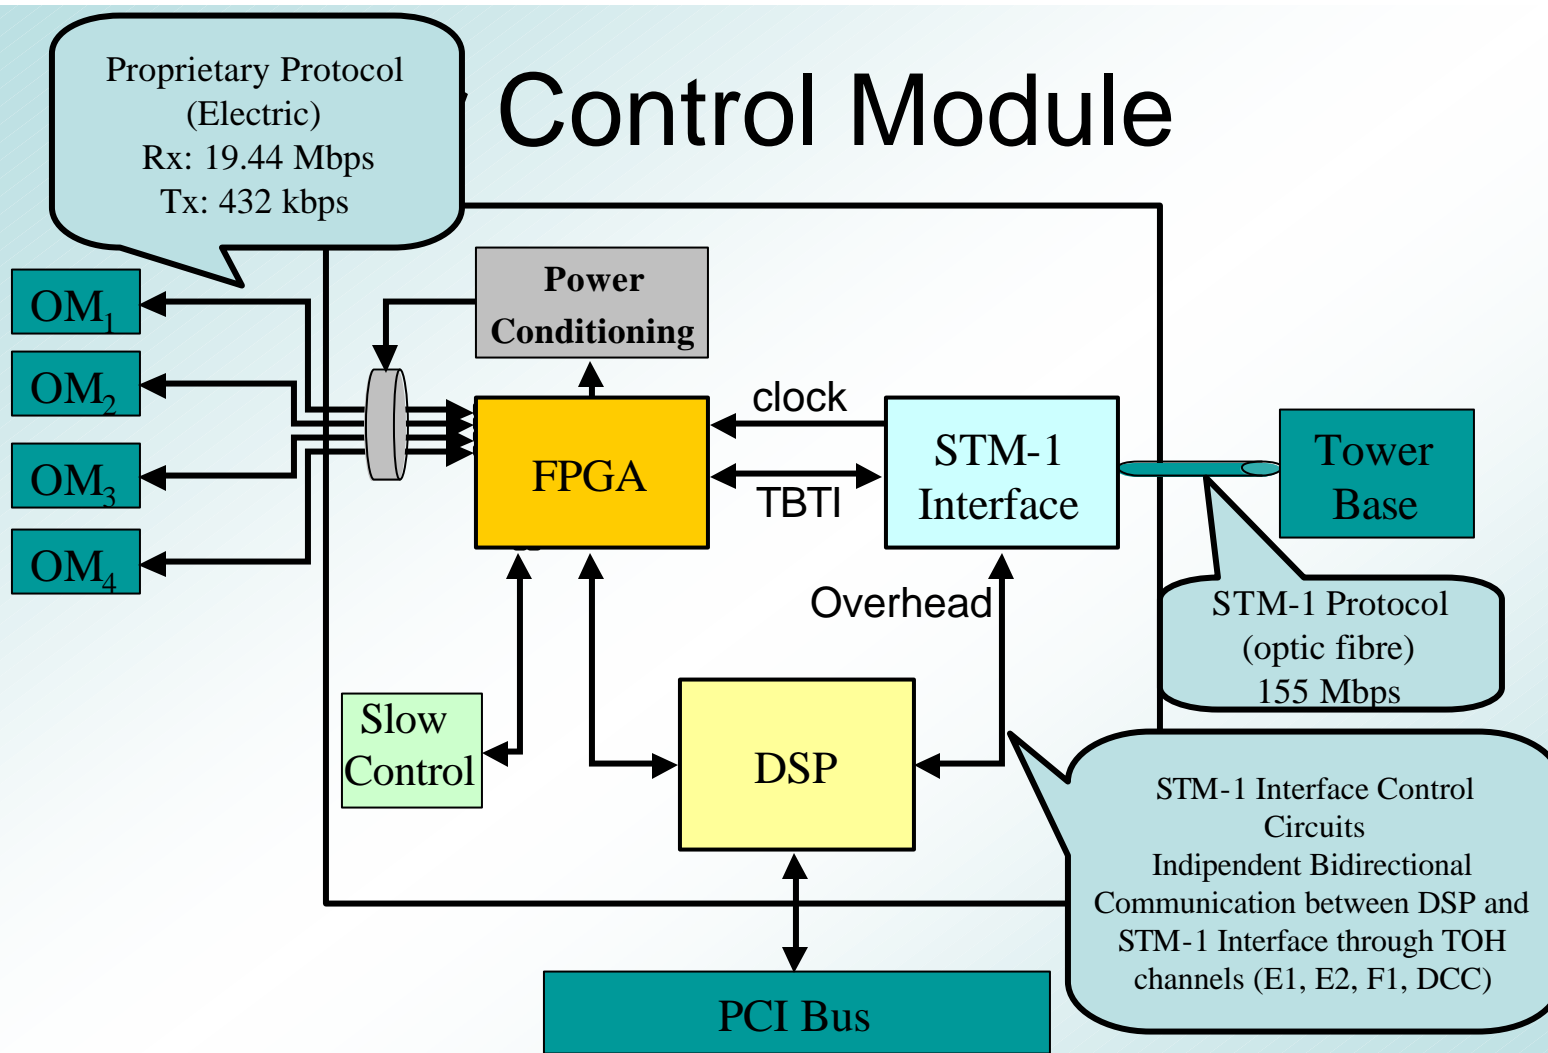 Proprietary Protocol
(Electric)
Rx: 19.44 Mbps
Tx: 432 kbps
Control Module
Power
Conditioning
OM1
OM2
OM3
OM4
clock
FPGA
TBTI
STM-1
Interface
Tower
Base
Overhead
STM-1 Protocol
(optic fibre)
155 Mbps
Slow
Control
DSP
STM-1 Interface Control
Circuits
Indipendent Bidirectional
Communication between DSP and
STM-1 Interface through TOH
channels (E1, E2, F1, DCC)
PCI Bus